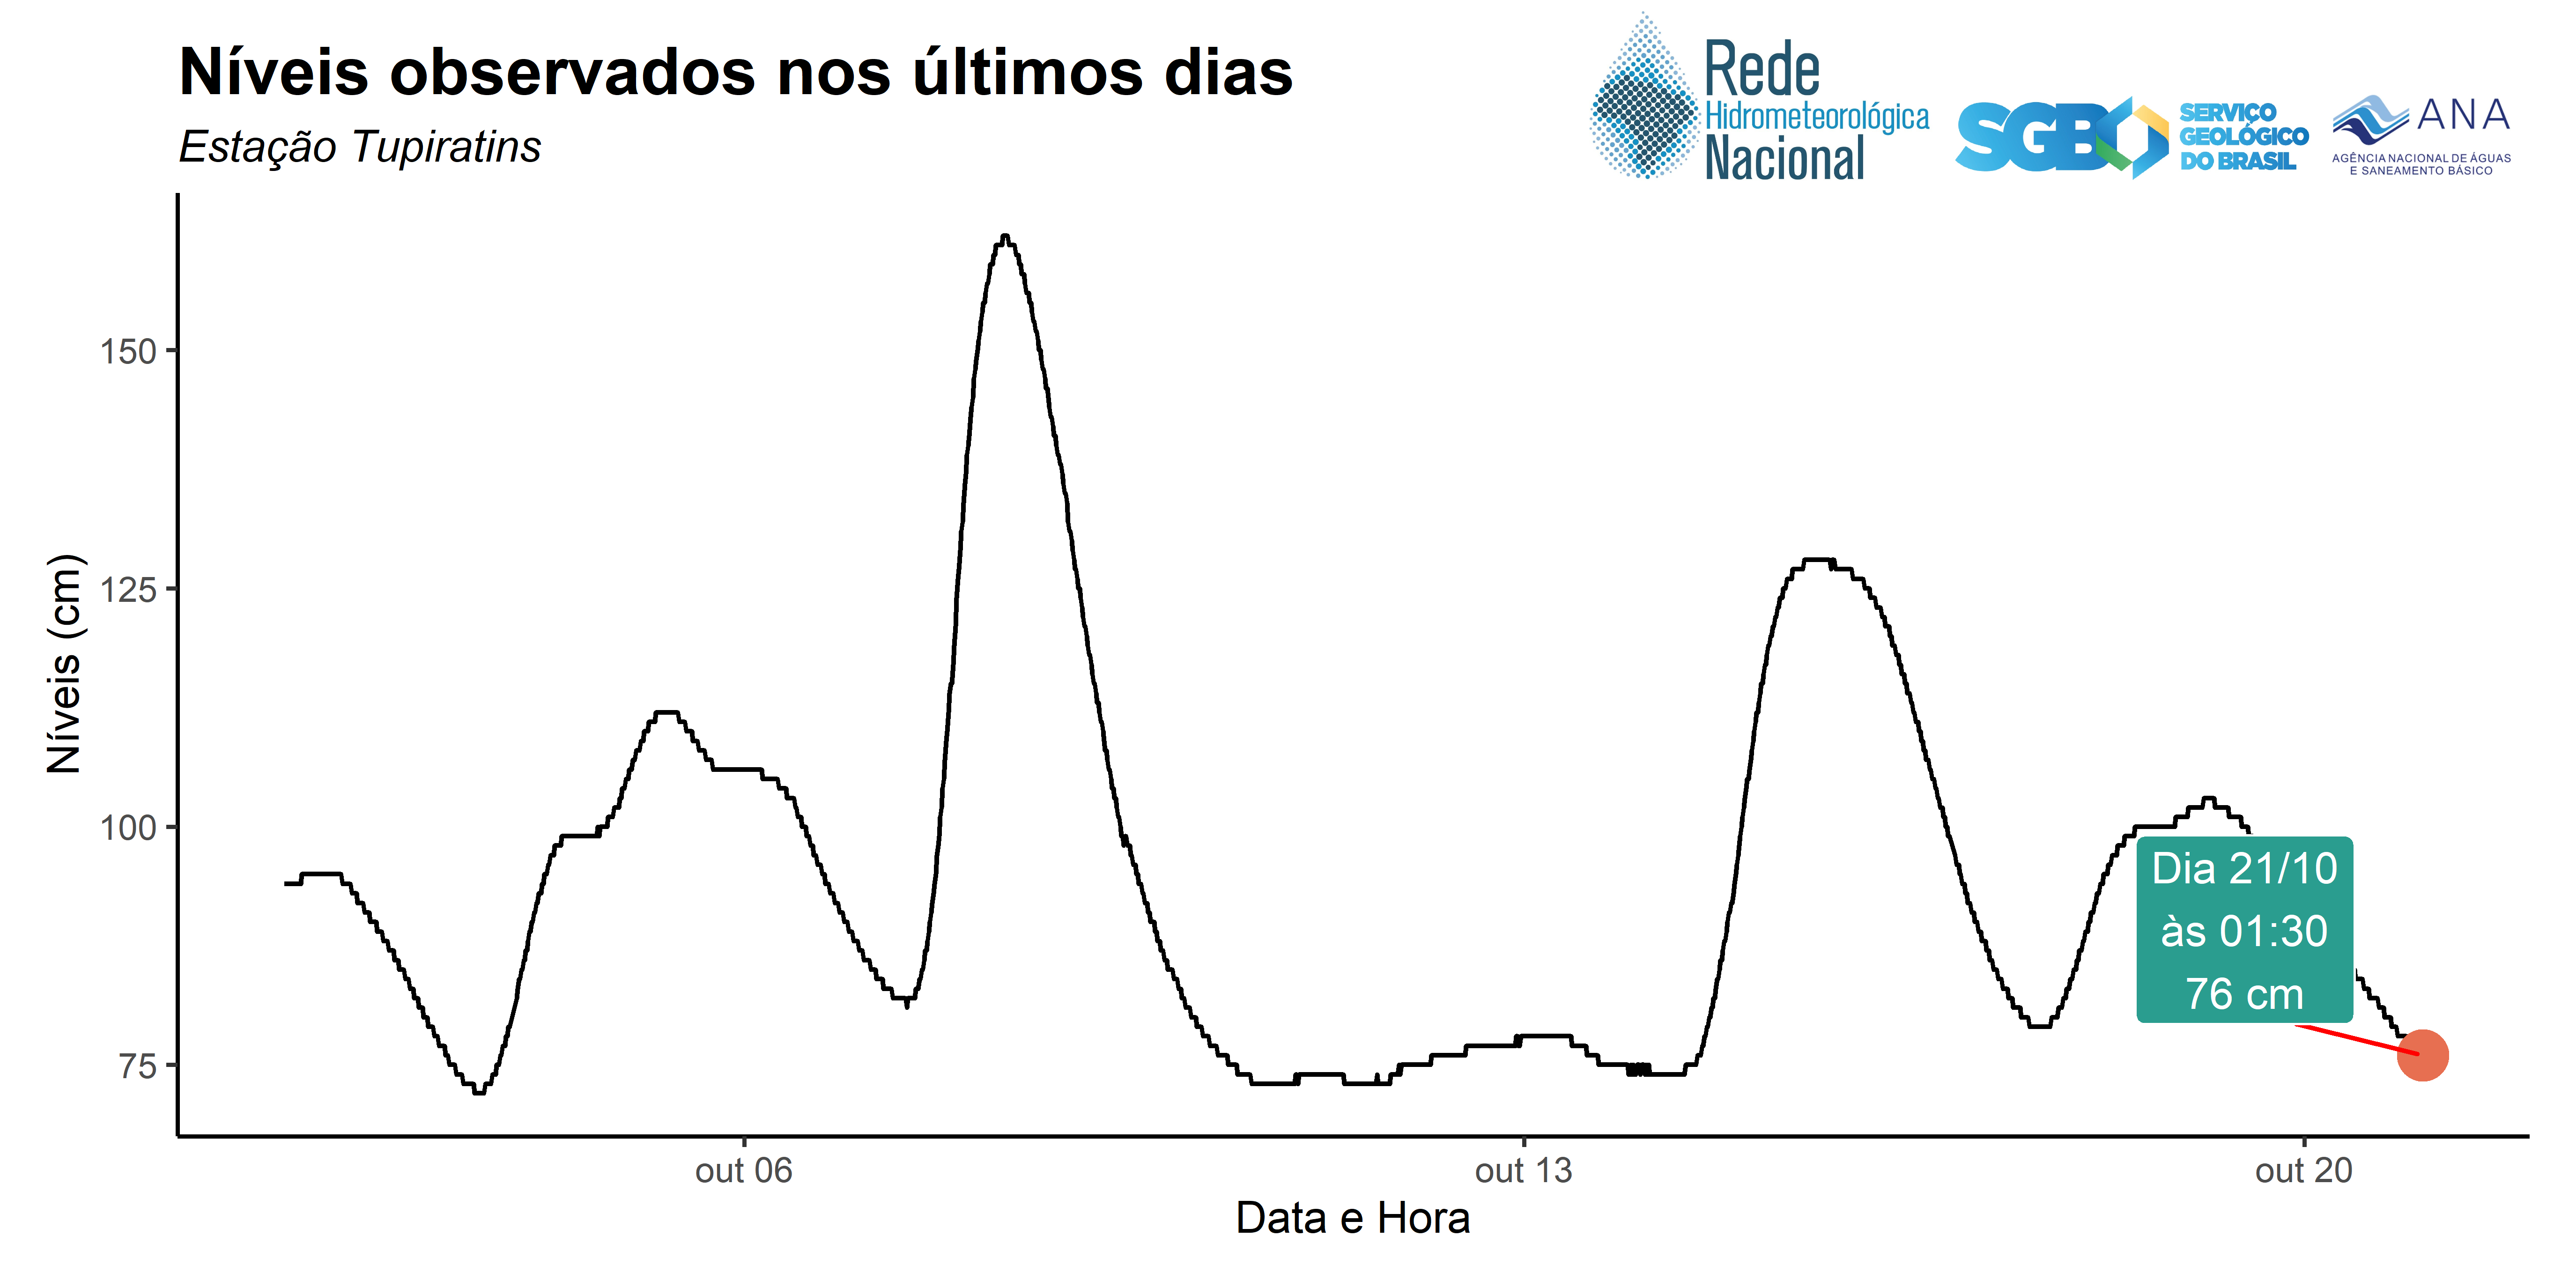 Níveis observados nos últimos dias
Estação Tupiratins
Rede
Hidrometeorológica
Nacional
SGB
SERVIÇO
GEOLÓGICO
DO BRASIL
ANA
AGÊNCIA NACIONAL DE ÁGUAS
E SANEAMENTO BÁSICO
Níveis (cm)
150
125
100
75
Dia 21/10
às 01:30
76 cm
out 06
out 13
out 20
Data e Hora